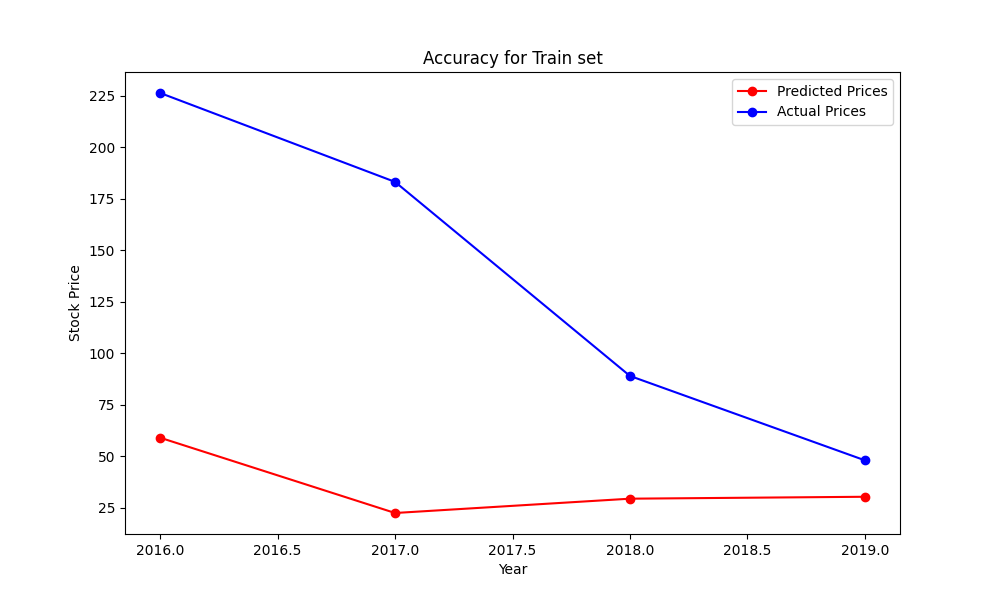 Accuracy for Train set
Predicted Prices
Actual Prices
225
200
175
150
125
100
75
50
25
Stock Price
2016.0 2016.5 2017.0 2017.5 2018.0 2018.5 2019.0
Year